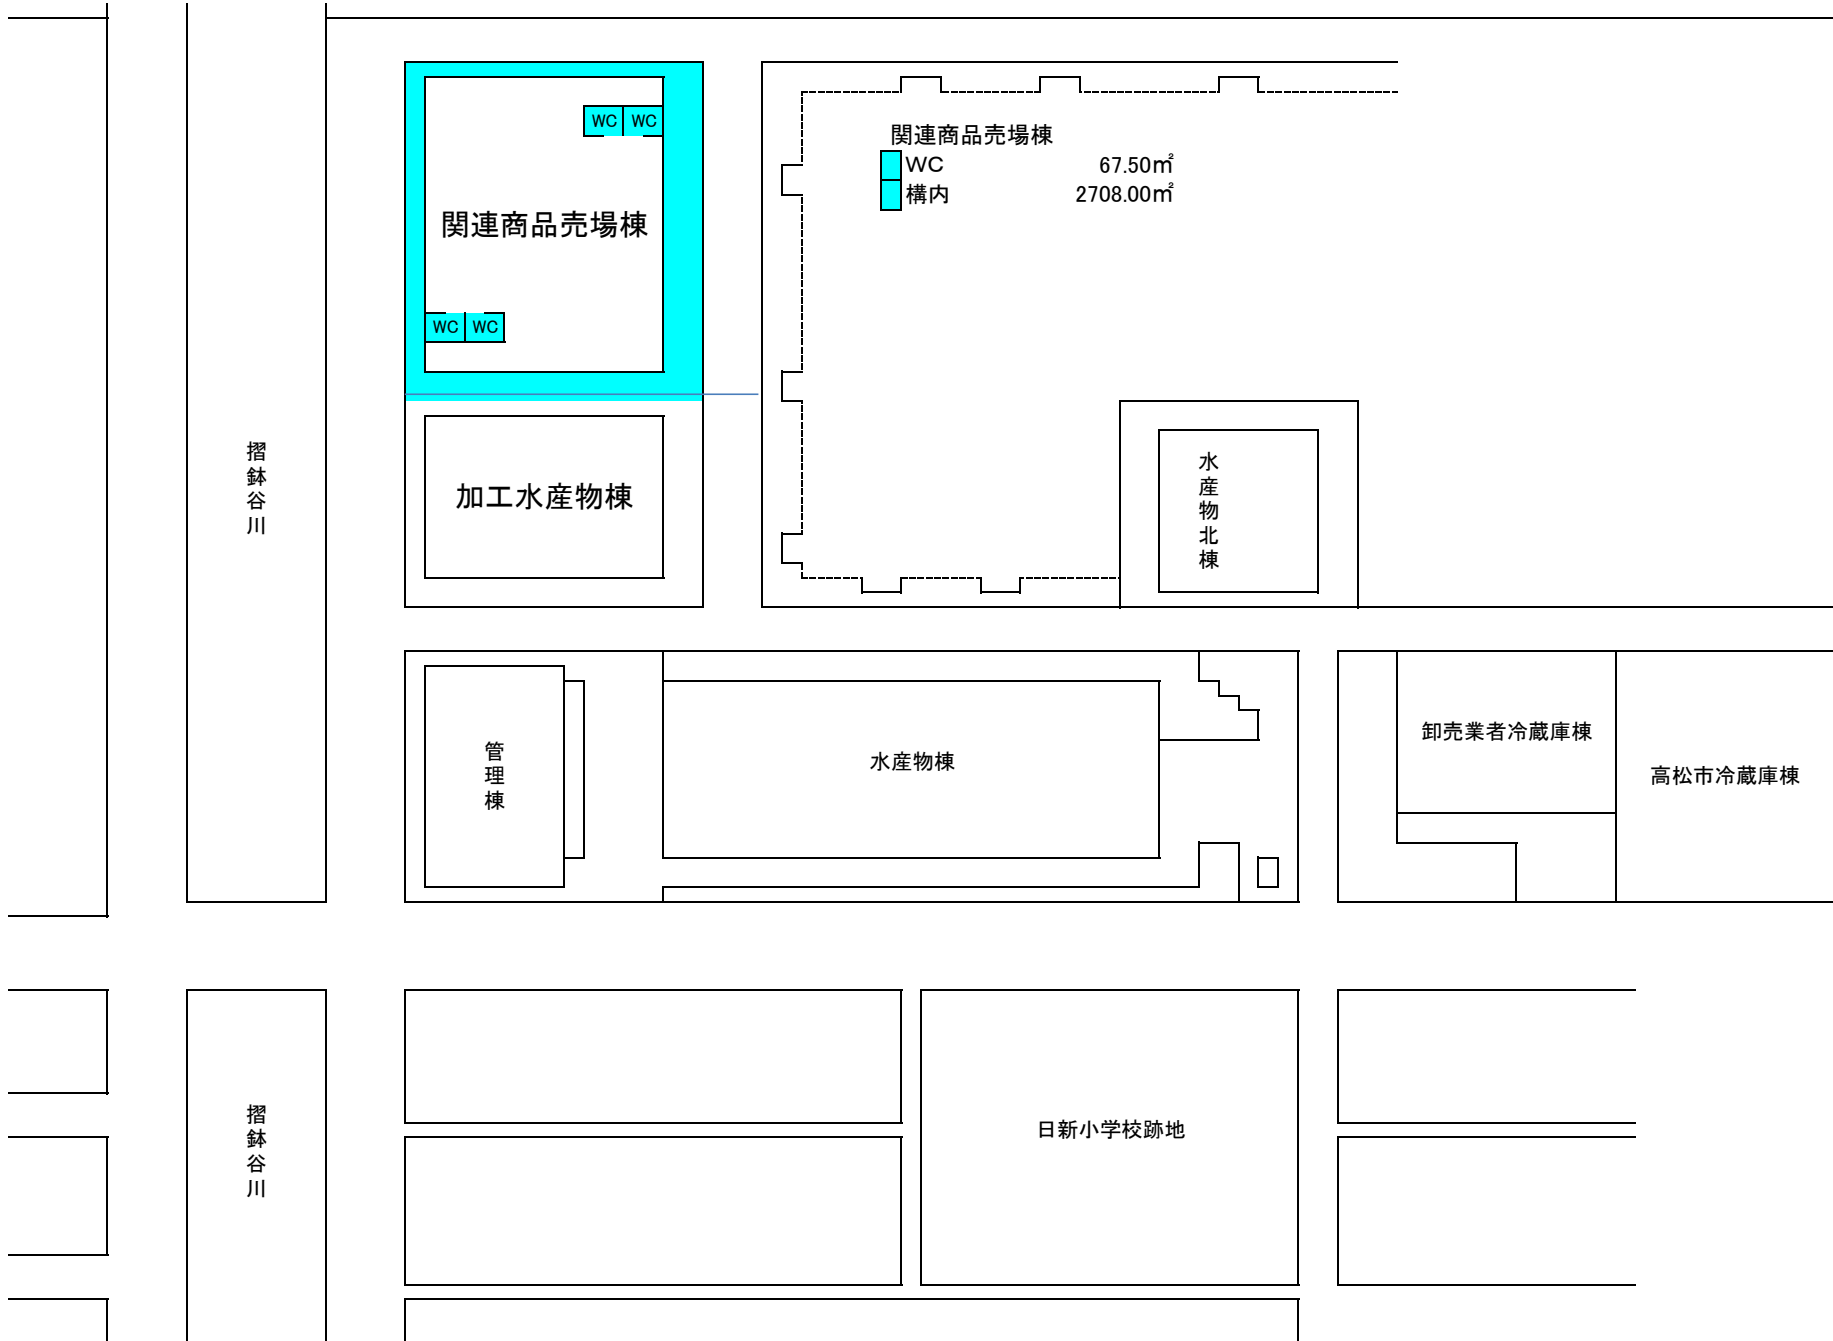 WC WC
関連商品売場棟
WC 67.50㎡
構内 2708.00㎡
関連商品売場棟
WC WC
摺鉢谷川
加工水産物棟
水産物北棟
管理棟
水産物棟
卸売業者冷蔵庫棟
高松市冷蔵庫棟
摺鉢谷川
日新小学校跡地